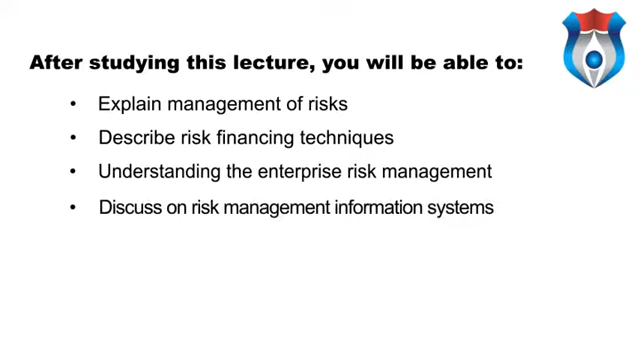 After studying this lecture, you will be able to:
• Explain management of risks
• Describe risk financing techniques
• Understanding the enterprise risk management
• Discuss on risk management information systems